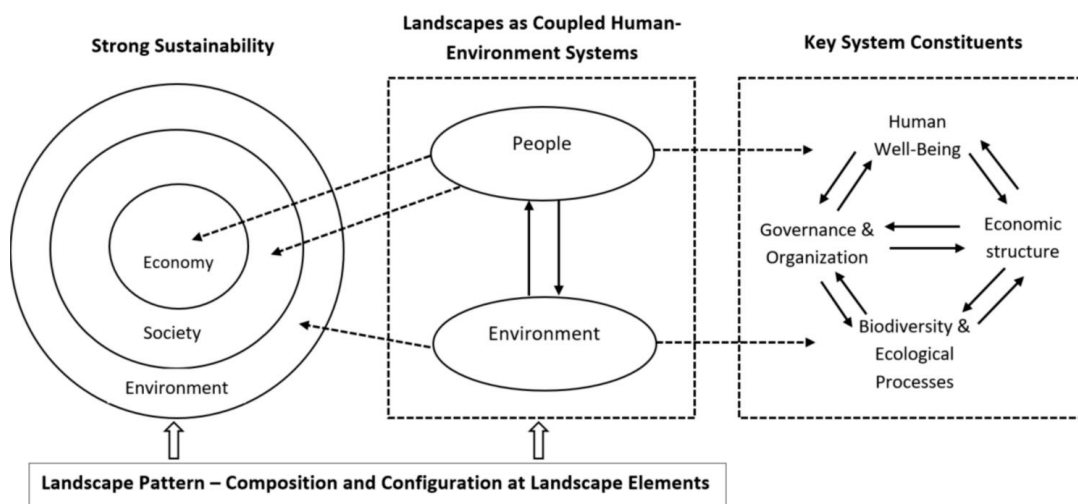 Strong Sustainability
Economy
Society
Environment
Landscapes as Coupled Human-
Environment Systems
People
Environment
Key System Constituents
Human
Well-Being
Governance &
Organization
Economic
structure
Biodiversity &
Ecological
Processes
Landscape Pattern – Composition and Configuration at Landscape Elements